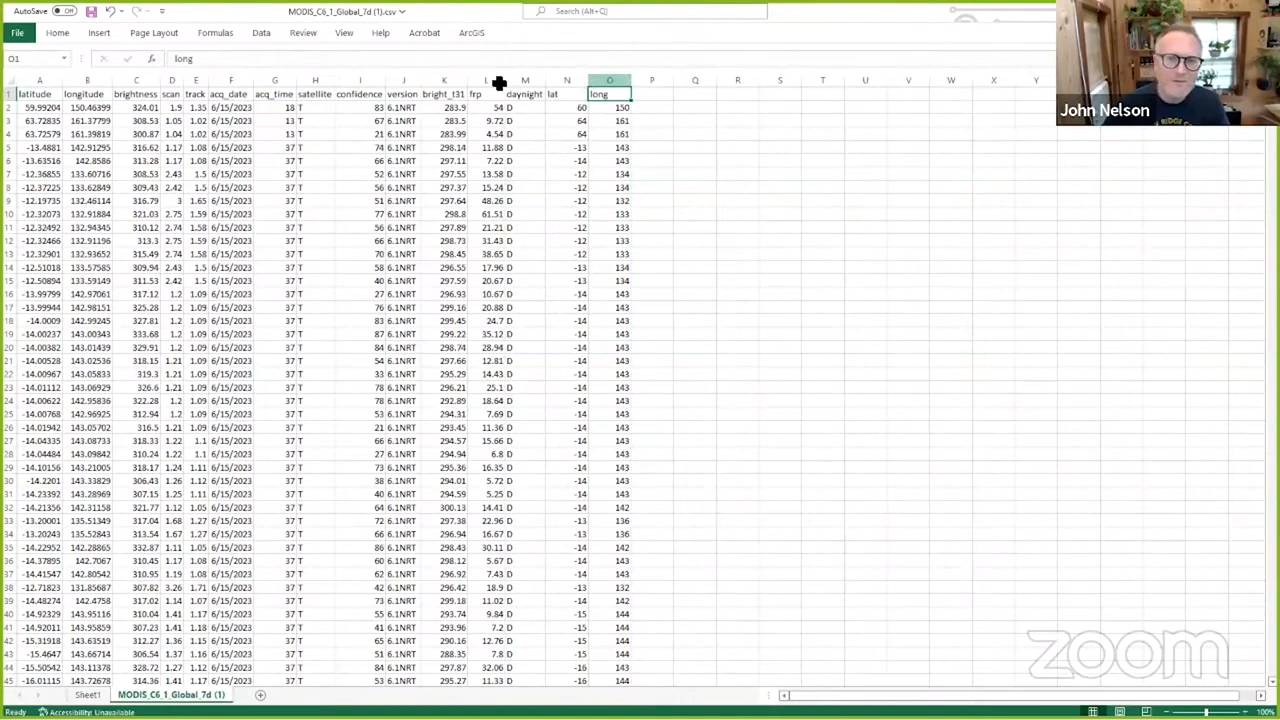 AutoSave Off MODIS_C6_1_Global_7d (1).csv Search (Alt+Q)
File Home Insert Page Layout Formulas Data Review View Help Acrobat ArcGIS
O1 fx long
A B C D E F G H I J K L M N O P Q R S T U V W X Y
1 latitude longitude brightness scan track acq_date acq_time satellite confidence version bright_t31 frp daynight lat long
2 59.99204 150.46399 324.01 1.9 1.35 6/15/2023 18 T 83 6.1NRT 283.9 54 D 60 150
3 63.72835 161.37799 308.53 1.05 1.02 6/15/2023 13 T 67 6.1NRT 283.5 9.72 D 64 161
4 63.72579 161.39819 300.87 1.04 1.02 6/15/2023 13 T 21 6.1NRT 283.99 4.54 D 64 161
5 -13.4881 142.91295 316.62 1.17 1.08 6/15/2023 37 T 74 6.1NRT 298.14 11.88 D -13 143
6 -13.63516 142.8586 313.28 1.17 1.08 6/15/2023 37 T 66 6.1NRT 297.11 7.22 D -14 143
7 -12.36855 133.60716 308.53 2.43 1.5 6/15/2023 37 T 52 6.1NRT 297.55 13.58 D -12 134
8 -12.37225 133.62849 309.43 2.42 1.5 6/15/2023 37 T 56 6.1NRT 297.37 15.24 D -12 134
9 -12.19735 132.46114 316.79 3 1.65 6/15/2023 37 T 51 6.1NRT 297.64 48.26 D -12 132
10 -12.32073 132.91884 321.03 2.75 1.59 6/15/2023 37 T 77 6.1NRT 298.8 61.51 D -12 133
11 -12.32492 132.94345 310.12 2.74 1.58 6/15/2023 37 T 56 6.1NRT 297.89 21.21 D -12 133
12 -12.32466 132.91196 313.3 2.75 1.59 6/15/2023 37 T 66 6.1NRT 298.73 31.43 D -12 133
13 -12.32901 132.93652 315.49 2.74 1.58 6/15/2023 37 T 70 6.1NRT 298.45 38.65 D -12 133
14 -12.51018 133.57585 309.94 2.43 1.5 6/15/2023 37 T 58 6.1NRT 296.55 17.96 D -13 134
15 -12.50894 133.59149 311.53 2.42 1.5 6/15/2023 37 T 40 6.1NRT 297.59 20.67 D -13 134
16 -13.99799 142.97061 317.12 1.2 1.09 6/15/2023 37 T 27 6.1NRT 296.93 10.67 D -14 143
17 -13.99944 142.98151 325.28 1.2 1.09 6/15/2023 37 T 76 6.1NRT 299.16 20.88 D -14 143
18 -14.0009 142.99245 327.81 1.2 1.09 6/15/2023 37 T 83 6.1NRT 299.45 24.7 D -14 143
19 -14.00237 143.00343 333.68 1.2 1.09 6/15/2023 37 T 87 6.1NRT 299.22 35.12 D -14 143
20 -14.00382 143.01439 329.91 1.2 1.09 6/15/2023 37 T 84 6.1NRT 298.74 28.94 D -14 143
21 -14.00528 143.02536 318.15 1.21 1.09 6/15/2023 37 T 54 6.1NRT 297.66 12.81 D -14 143
22 -14.00967 143.05833 319.3 1.21 1.09 6/15/2023 37 T 33 6.1NRT 295.29 14.43 D -14 143
23 -14.01112 143.06929 326.6 1.21 1.09 6/15/2023 37 T 78 6.1NRT 296.21 25.1 D -14 143
24 -14.00622 142.95836 322.28 1.2 1.09 6/15/2023 37 T 78 6.1NRT 292.89 18.64 D -14 143
25 -14.00768 142.96925 312.94 1.2 1.09 6/15/2023 37 T 53 6.1NRT 294.31 7.69 D -14 143
26 -14.01942 143.05702 316.5 1.21 1.09 6/15/2023 37 T 21 6.1NRT 293.45 11.36 D -14 143
27 -14.04335 143.08733 318.33 1.22 1.1 6/15/2023 37 T 66 6.1NRT 294.57 15.66 D -14 143
28 -14.04484 143.09842 310.24 1.22 1.1 6/15/2023 37 T 27 6.1NRT 294.94 6.8 D -14 143
29 -14.10156 143.21005 318.17 1.24 1.11 6/15/2023 37 T 73 6.1NRT 295.36 16.35 D -14 143
30 -14.2201 143.33829 306.43 1.26 1.12 6/15/2023 37 T 38 6.1NRT 294.01 5.72 D -14 143
31 -14.23392 143.28969 307.15 1.25 1.11 6/15/2023 37 T 40 6.1NRT 294.59 5.25 D -14 143
32 -14.21356 142.31158 321.77 1.12 1.05 6/15/2023 37 T 64 6.1NRT 300.13 14.41 D -14 142
33 -13.20001 135.51349 317.04 1.68 1.27 6/15/2023 37 T 72 6.1NRT 297.38 22.96 D -13 136
34 -13.20243 135.52948 313.54 1.67 1.27 6/15/2023 37 T 66 6.1NRT 296.94 16.67 D -13 136
35 -14.22952 142.28865 332.87 1.11 1.05 6/15/2023 37 T 86 6.1NRT 298.43 30.11 D -14 142
36 -14.37895 142.7067 310.45 1.17 1.08 6/15/2023 37 T 60 6.1NRT 298.12 5.67 D -14 143
37 -14.41547 142.80542 310.95 1.19 1.08 6/15/2023 37 T 62 6.1NRT 296.92 7.43 D -14 143
38 -12.71823 131.85687 307.82 3.26 1.71 6/15/2023 37 T 42 6.1NRT 296.42 18.9 D -13 132
39 -14.48274 142.4758 317.02 1.14 1.07 6/15/2023 37 T 73 6.1NRT 299.18 11.02 D -14 142
40 -14.92329 143.95116 310.04 1.41 1.17 6/15/2023 37 T 55 6.1NRT 293.74 9.84 D -15 144
41 -14.92011 143.95859 307.23 1.41 1.18 6/15/2023 37 T 41 6.1NRT 293.96 7.2 D -15 144
42 -15.31918 143.63519 312.27 1.36 1.15 6/15/2023 37 T 65 6.1NRT 290.16 12.76 D -15 144
43 -15.4647 143.66714 306.54 1.37 1.16 6/15/2023 37 T 51 6.1NRT 288.35 7.8 D -15 144
44 -15.50542 143.11378 328.72 1.27 1.12 6/15/2023 37 T 84 6.1NRT 297.87 32.06 D -16 143
45 -16.01115 143.72678 314.36 1.41 1.17 6/15/2023 37 T 53 6.1NRT 295.27 11.33 D -16 144
Sheet1 MODIS_C6_1_Global_7d (1)
Ready Accessibility: Unavailable 100%
John Nelson
zoom